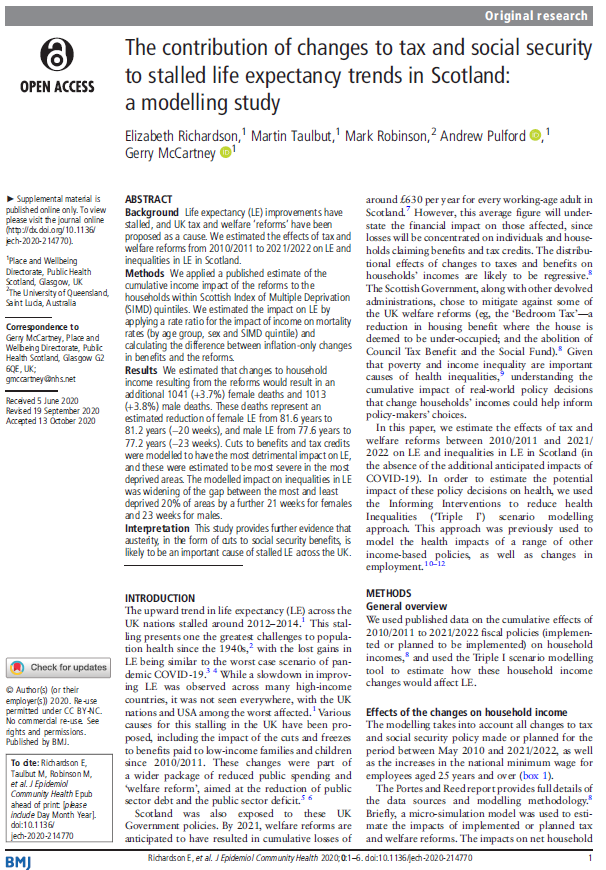 Original research
OPEN ACCESS
The contribution of changes to tax and social security
to stalled life expectancy trends in Scotland:
a modelling study
Elizabeth Richardson,1 Martin Taulbut,1 Mark Robinson,2 Andrew Pulford iD ,1
Gerry McCartney iD 1
► Supplemental material is
published online only. To view
please visit the journal online
(http://dx.doi.org/10.1136/
jech-2020-214770).
1Place and Wellbeing
Directorate, Public Health
Scotland, Glasgow, UK
2The University of Queensland,
Saint Lucia, Australia
Correspondence to
Gerry McCartney, Place and
Wellbeing Directorate, Public
Health Scotland, Glasgow G2
6QE, UK;
gmccartney@nhs.net
Received 5 June 2020
Revised 19 September 2020
Accepted 13 October 2020
Check for updates
© Author(s) (or their
employer(s)) 2020. Re-use
permitted under CC BY-NC.
No commercial re-use. See
rights and permissions.
Published by BMJ.
To cite: Richardson E,
Taulbut M, Robinson M,
et al. J Epidemiol
Community Health Epub
ahead of print: [please
include Day Month Year].
doi:10.1136/
jech-2020-214770
ABSTRACT
Background Life expectancy (LE) improvements have
stalled, and UK tax and welfare ‘reforms’ have been
proposed as a cause. We estimated the effects of tax and
welfare reforms from 2010/2011 to 2021/2022 on LE and
inequalities in LE in Scotland.
Methods We applied a published estimate of the
cumulative income impact of the reforms to the
households within Scottish Index of Multiple Deprivation
(SIMD) quintiles. We estimated the impact on LE by
applying a rate ratio for the impact of income on mortality
rates (by age group, sex and SIMD quintile) and
calculating the difference between inflation-only changes
in benefits and the reforms.
Results We estimated that changes to household
income resulting from the reforms would result in an
additional 1041 (+3.7%) female deaths and 1013
(+3.8%) male deaths. These deaths represent an
estimated reduction of female LE from 81.6 years to
81.2 years (−20 weeks), and male LE from 77.6 years to
77.2 years (−23 weeks). Cuts to benefits and tax credits
were modelled to have the most detrimental impact on LE,
and these were estimated to be most severe in the most
deprived areas. The modelled impact on inequalities in LE
was widening of the gap between the most and least
deprived 20% of areas by a further 21 weeks for females
and 23 weeks for males.
Interpretation This study provides further evidence that
austerity, in the form of cuts to social security benefits, is
likely to be an important cause of stalled LE across the UK.
INTRODUCTION
The upward trend in life expectancy (LE) across the
UK nations stalled around 2012–2014.1 This stal-
ling presents one the greatest challenges to popula-
tion health since the 1940s,2 with the lost gains in
LE being similar to the worst case scenario of pan-
demic COVID-19.3 4 While a slowdown in improv-
ing LE was observed across many high-income
countries, it was not seen everywhere, with the UK
nations and USA among the worst affected.1 Various
causes for this stalling in the UK have been pro-
posed, including the impact of the cuts and freezes
to benefits paid to low-income families and children
since 2010/2011. These changes were part of
a wider package of reduced public spending and
‘welfare reform’, aimed at the reduction of public
sector debt and the public sector deficit.5 6
Scotland was also exposed to these UK
Government policies. By 2021, welfare reforms are
anticipated to have resulted in cumulative losses of
around £630 per year for every working-age adult in
Scotland.7 However, this average figure will under-
state the financial impact on those affected, since
losses will be concentrated on individuals and house-
holds claiming benefits and tax credits. The distribu-
tional effects of changes to taxes and benefits on
households’ incomes are likely to be regressive.8
The Scottish Government, along with other devolved
administrations, chose to mitigate against some of
the UK welfare reforms (eg, the ‘Bedroom Tax’—a
reduction in housing benefit where the house is
deemed to be under-occupied; and the abolition of
Council Tax Benefit and the Social Fund).8 Given
that poverty and income inequality are important
causes of health inequalities,9 understanding the
cumulative impact of real-world policy decisions
that change households’ incomes could help inform
policy-makers’ choices.
In this paper, we estimate the effects of tax and
welfare reforms between 2010/2011 and 2021/
2022 on LE and inequalities in LE in Scotland (in
the absence of the additional anticipated impacts of
COVID-19). In order to estimate the potential
impact of these policy decisions on health, we used
the Informing Interventions to reduce health
Inequalities (‘Triple I’) scenario modelling
approach. This approach was previously used to
model the health impacts of a range of other
income-based policies, as well as changes in
employment.10–12
METHODS
General overview
We used published data on the cumulative effects of
2010/2011 to 2021/2022 fiscal policies (implemen-
ted or planned to be implemented) on household
incomes,8 and used the Triple I scenario modelling
tool to estimate how these household income
changes would affect LE.
Effects of the changes on household income
The modelling takes into account all changes to tax
and social security policy made or planned for the
period between May 2010 and 2021/2022, as well
as the increases in the national minimum wage for
employees aged 25 years and over (box 1).
The Portes and Reed report provides full details of
the data sources and modelling methodology.8
Briefly, a micro-simulation model was used to esti-
mate the impacts of implemented or planned tax
and welfare reforms. The impacts on net household
BMJ
Richardson E, et al. J Epidemiol Community Health 2020;0:1–6. doi:10.1136/jech-2020-214770
1